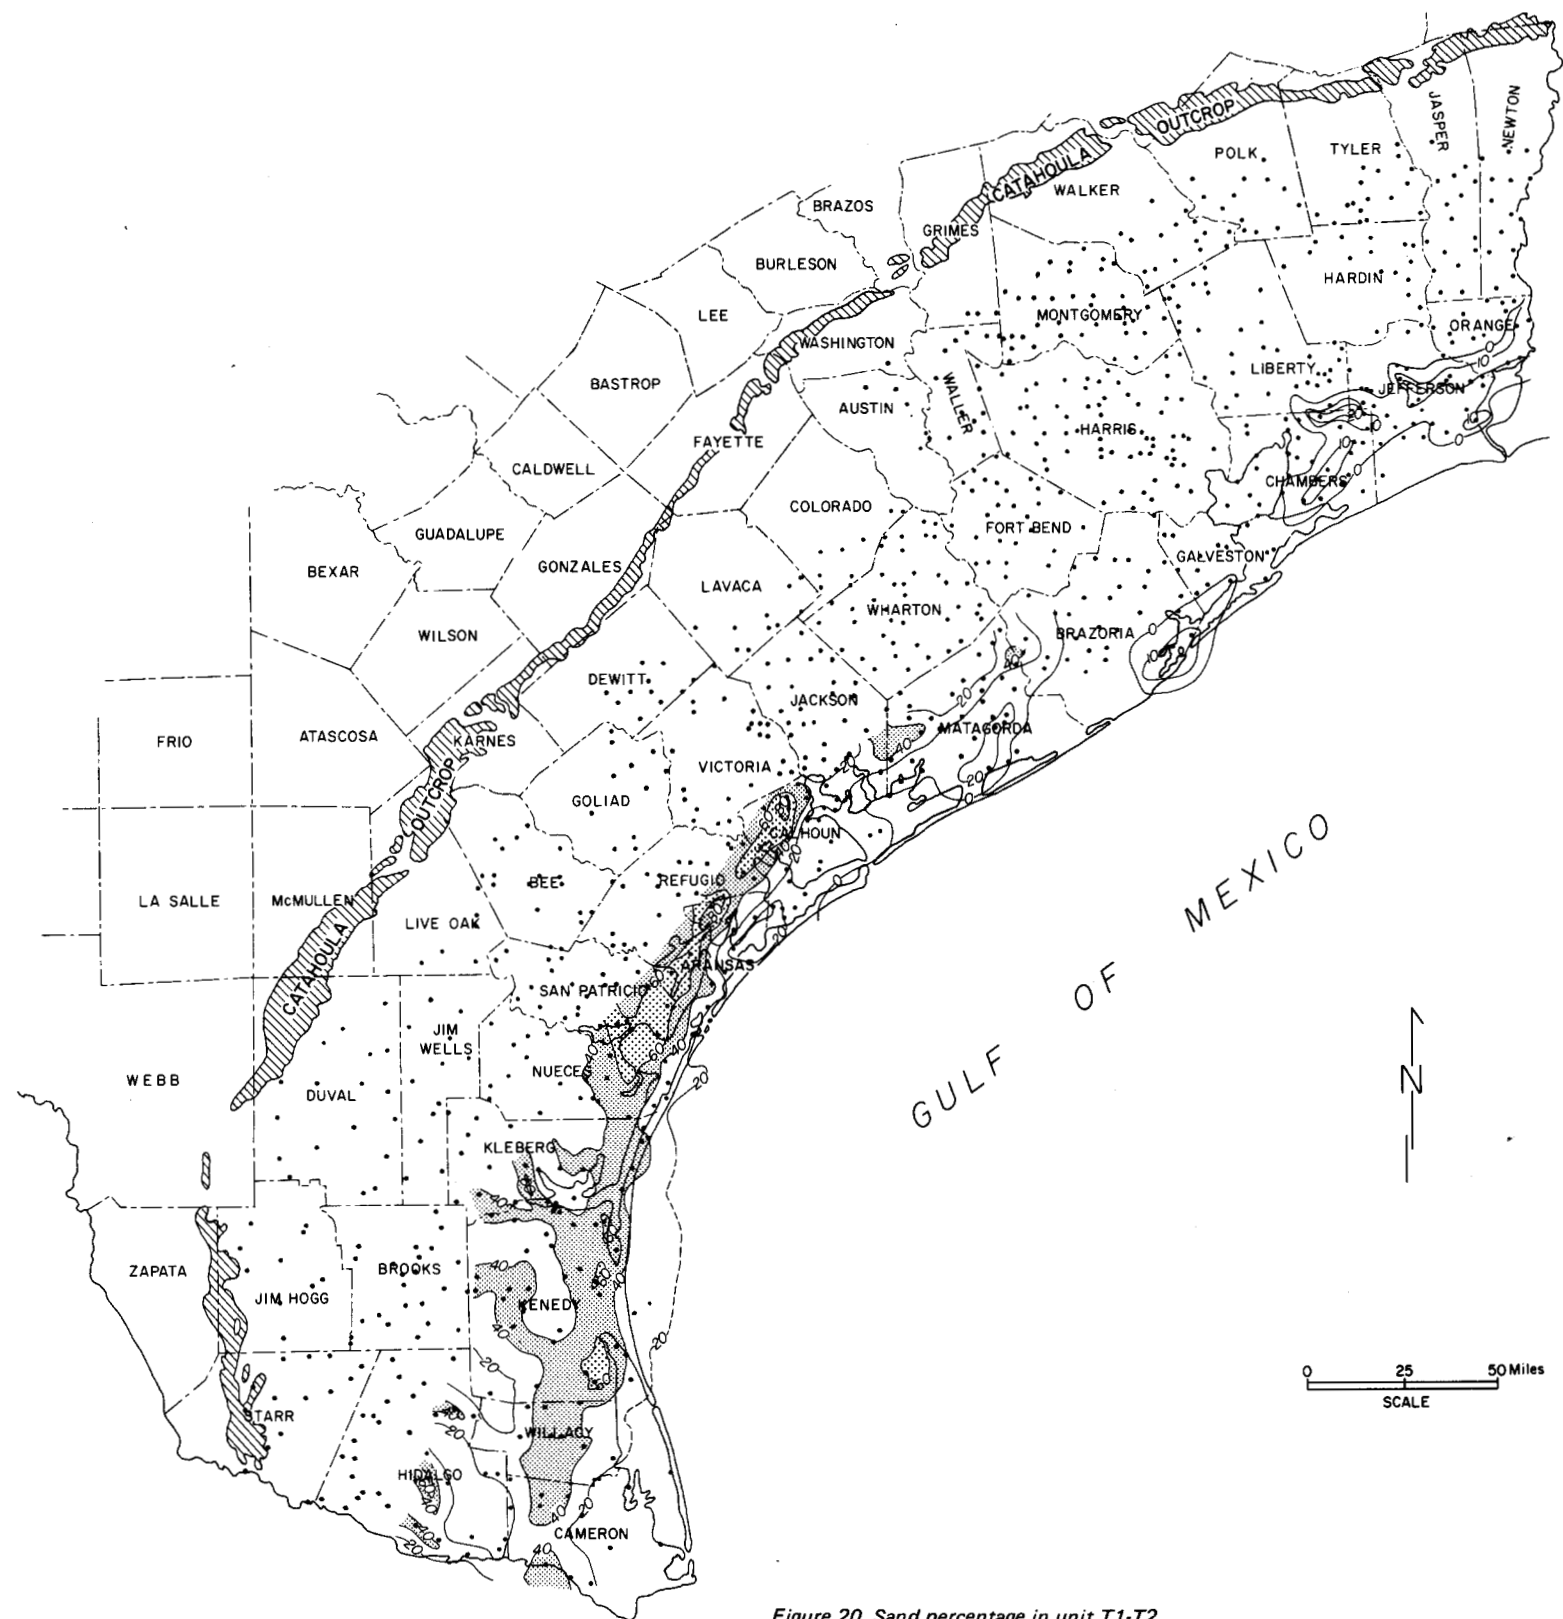 OUTCROP
JASPER
NEWTON
POLK
TYLER
CATAHOULA
WALKER
BRAZOS
GRIMES
BURLESON
HARDIN
LEE
MONTGOMERY
ORANGE
WASHINGTON
LIBERTY
BASTROP
WALLER
JEFFERSON
AUSTIN
HARRIS
FAYETTE
CALDWELL
CHAMBERS
COLORADO
GUADALUPE
FORT BEND
GALVESTON
BEXAR
GONZALES
LAVACA
WHARTON
WILSON
BRAZORIA
DEWITT
JACKSON
MATAGORDA
FRIO
ATASCOSA
KARNES
VICTORIA
OUTCROP
GOLIAD
CALHOUN
LA SALLE
McMULLEN
BEE
REFUGIO
LIVE OAK
CATAHOULA
ARANSAS
SAN PATRICIO
JIM
WELLS
NUECES
WEBB
DUVAL
KLEBERG
GULF OF MEXICO
N
ZAPATA
JIM HOGG
BROOKS
KENEDY
STARR
WILLACY
HIDALGO
CAMERON
0 25 50 Miles
SCALE
Figure 20. Sand percentage in unit T1-T2